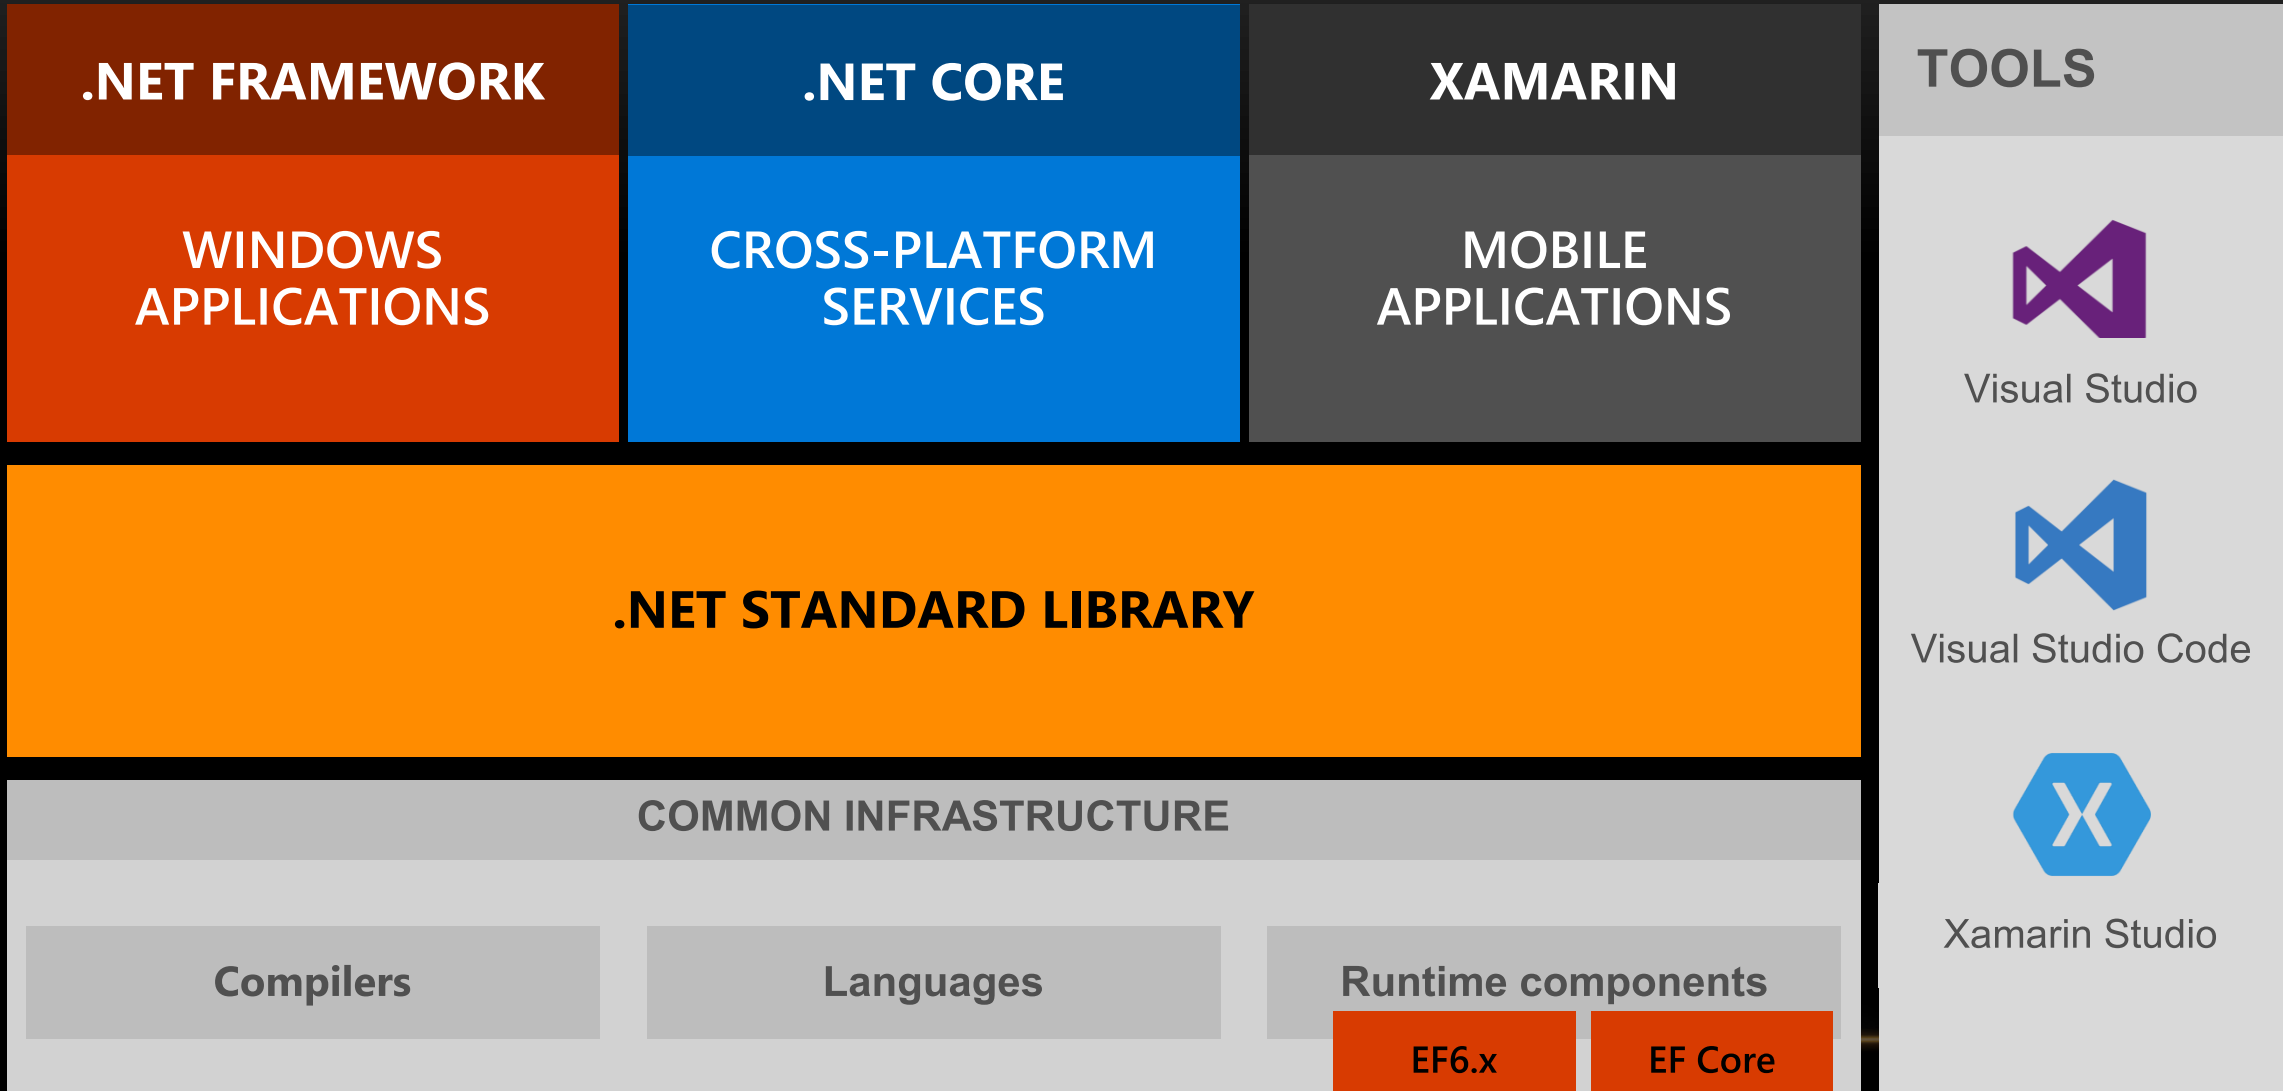 .NET FRAMEWORK
WINDOWS
APPLICATIONS
.NET CORE
CROSS-PLATFORM
SERVICES
XAMARIN
MOBILE
APPLICATIONS
.NET STANDARD LIBRARY
COMMON INFRASTRUCTURE
Compilers
Languages
Runtime components
EF6.x
EF Core
TOOLS
Visual Studio
Visual Studio Code
Xamarin Studio